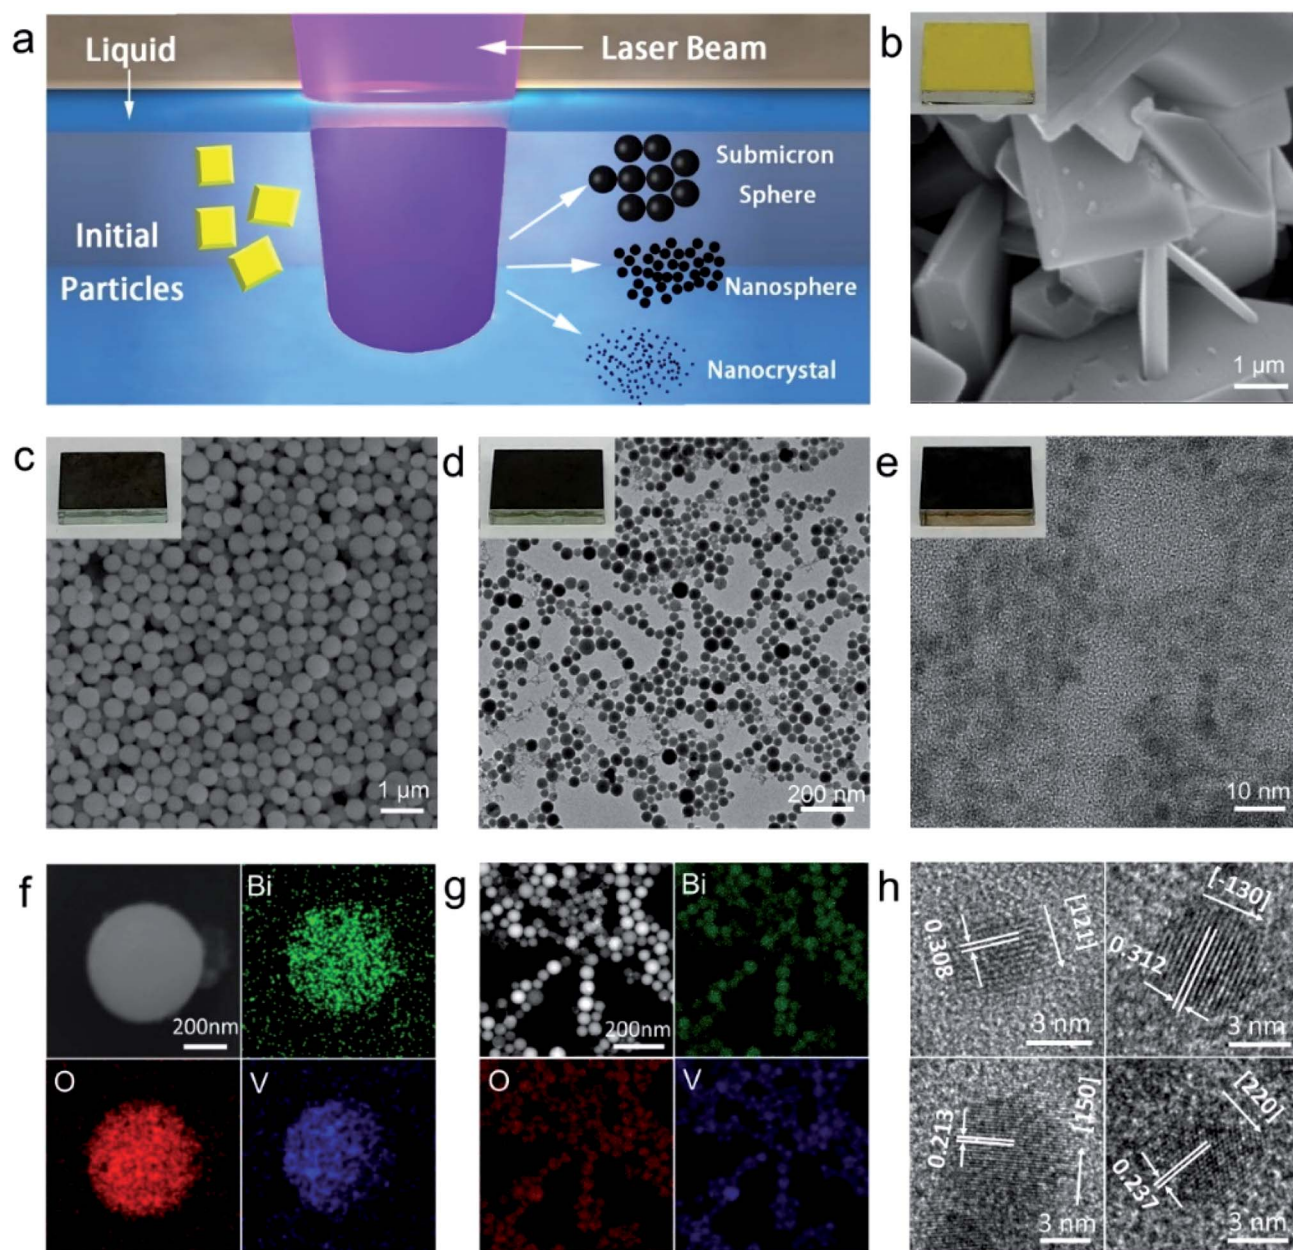 a
Liquid
Laser Beam
Submicron
Sphere
Initial
Particles
Nanosphere
Nanocrystal
b
1 μm
c
1 μm
d
200 nm
e
10 nm
f
200nm
Bi
O
V
g
200nm
Bi
O
V
h
0.308
[121]
3 nm
[-130]
0.312
3 nm
0.213
[150]
3 nm
[220]
0.237
3 nm